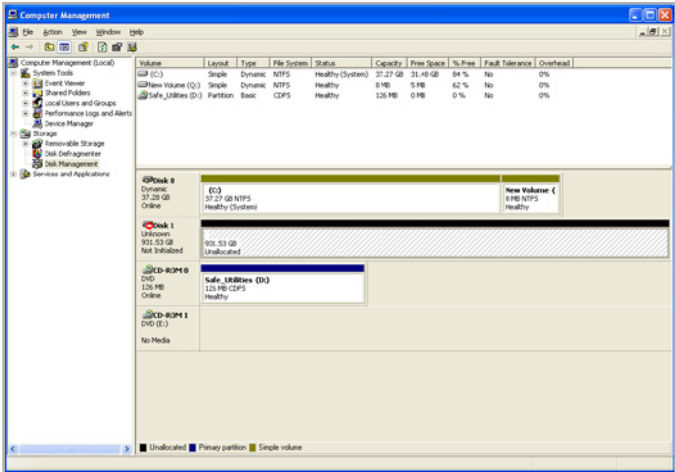 Computer Management
File Action View Window Help
Computer Management (Local)
System Tools
Event Viewer
Shared Folders
Local Users and Groups
Performance Logs and Alerts
Device Manager
Storage
Removable Storage
Disk Defragmenter
Disk Management
Services and Applications
Volume Layout Type File System Status Capacity Free Space % Free Fault Tolerance Overhead
(C:) Simple Dynamic NTFS Healthy (System) 37.27 GB 31.48 GB 84 % No 0%
New Volume (Q:) Simple Dynamic NTFS Healthy 8 MB 5 MB 62 % No 0%
Safe_Utilities (D:) Partition Basic CDFS Healthy 126 MB 0 MB 0 % No 0%
Disk 0
Dynamic
37.28 GB
Online
(C:)
37.27 GB NTFS
Healthy (System)
New Volume (
8 MB NTFS
Healthy
Disk 1
Unknown
931.53 GB
Not Initialized
931.53 GB
Unallocated
CD-ROM 0
DVD
126 MB
Online
Safe_Utilities (D:)
126 MB CDFS
Healthy
CD-ROM 1
DVD (E:)
No Media
Unallocated Primary partition Simple volume